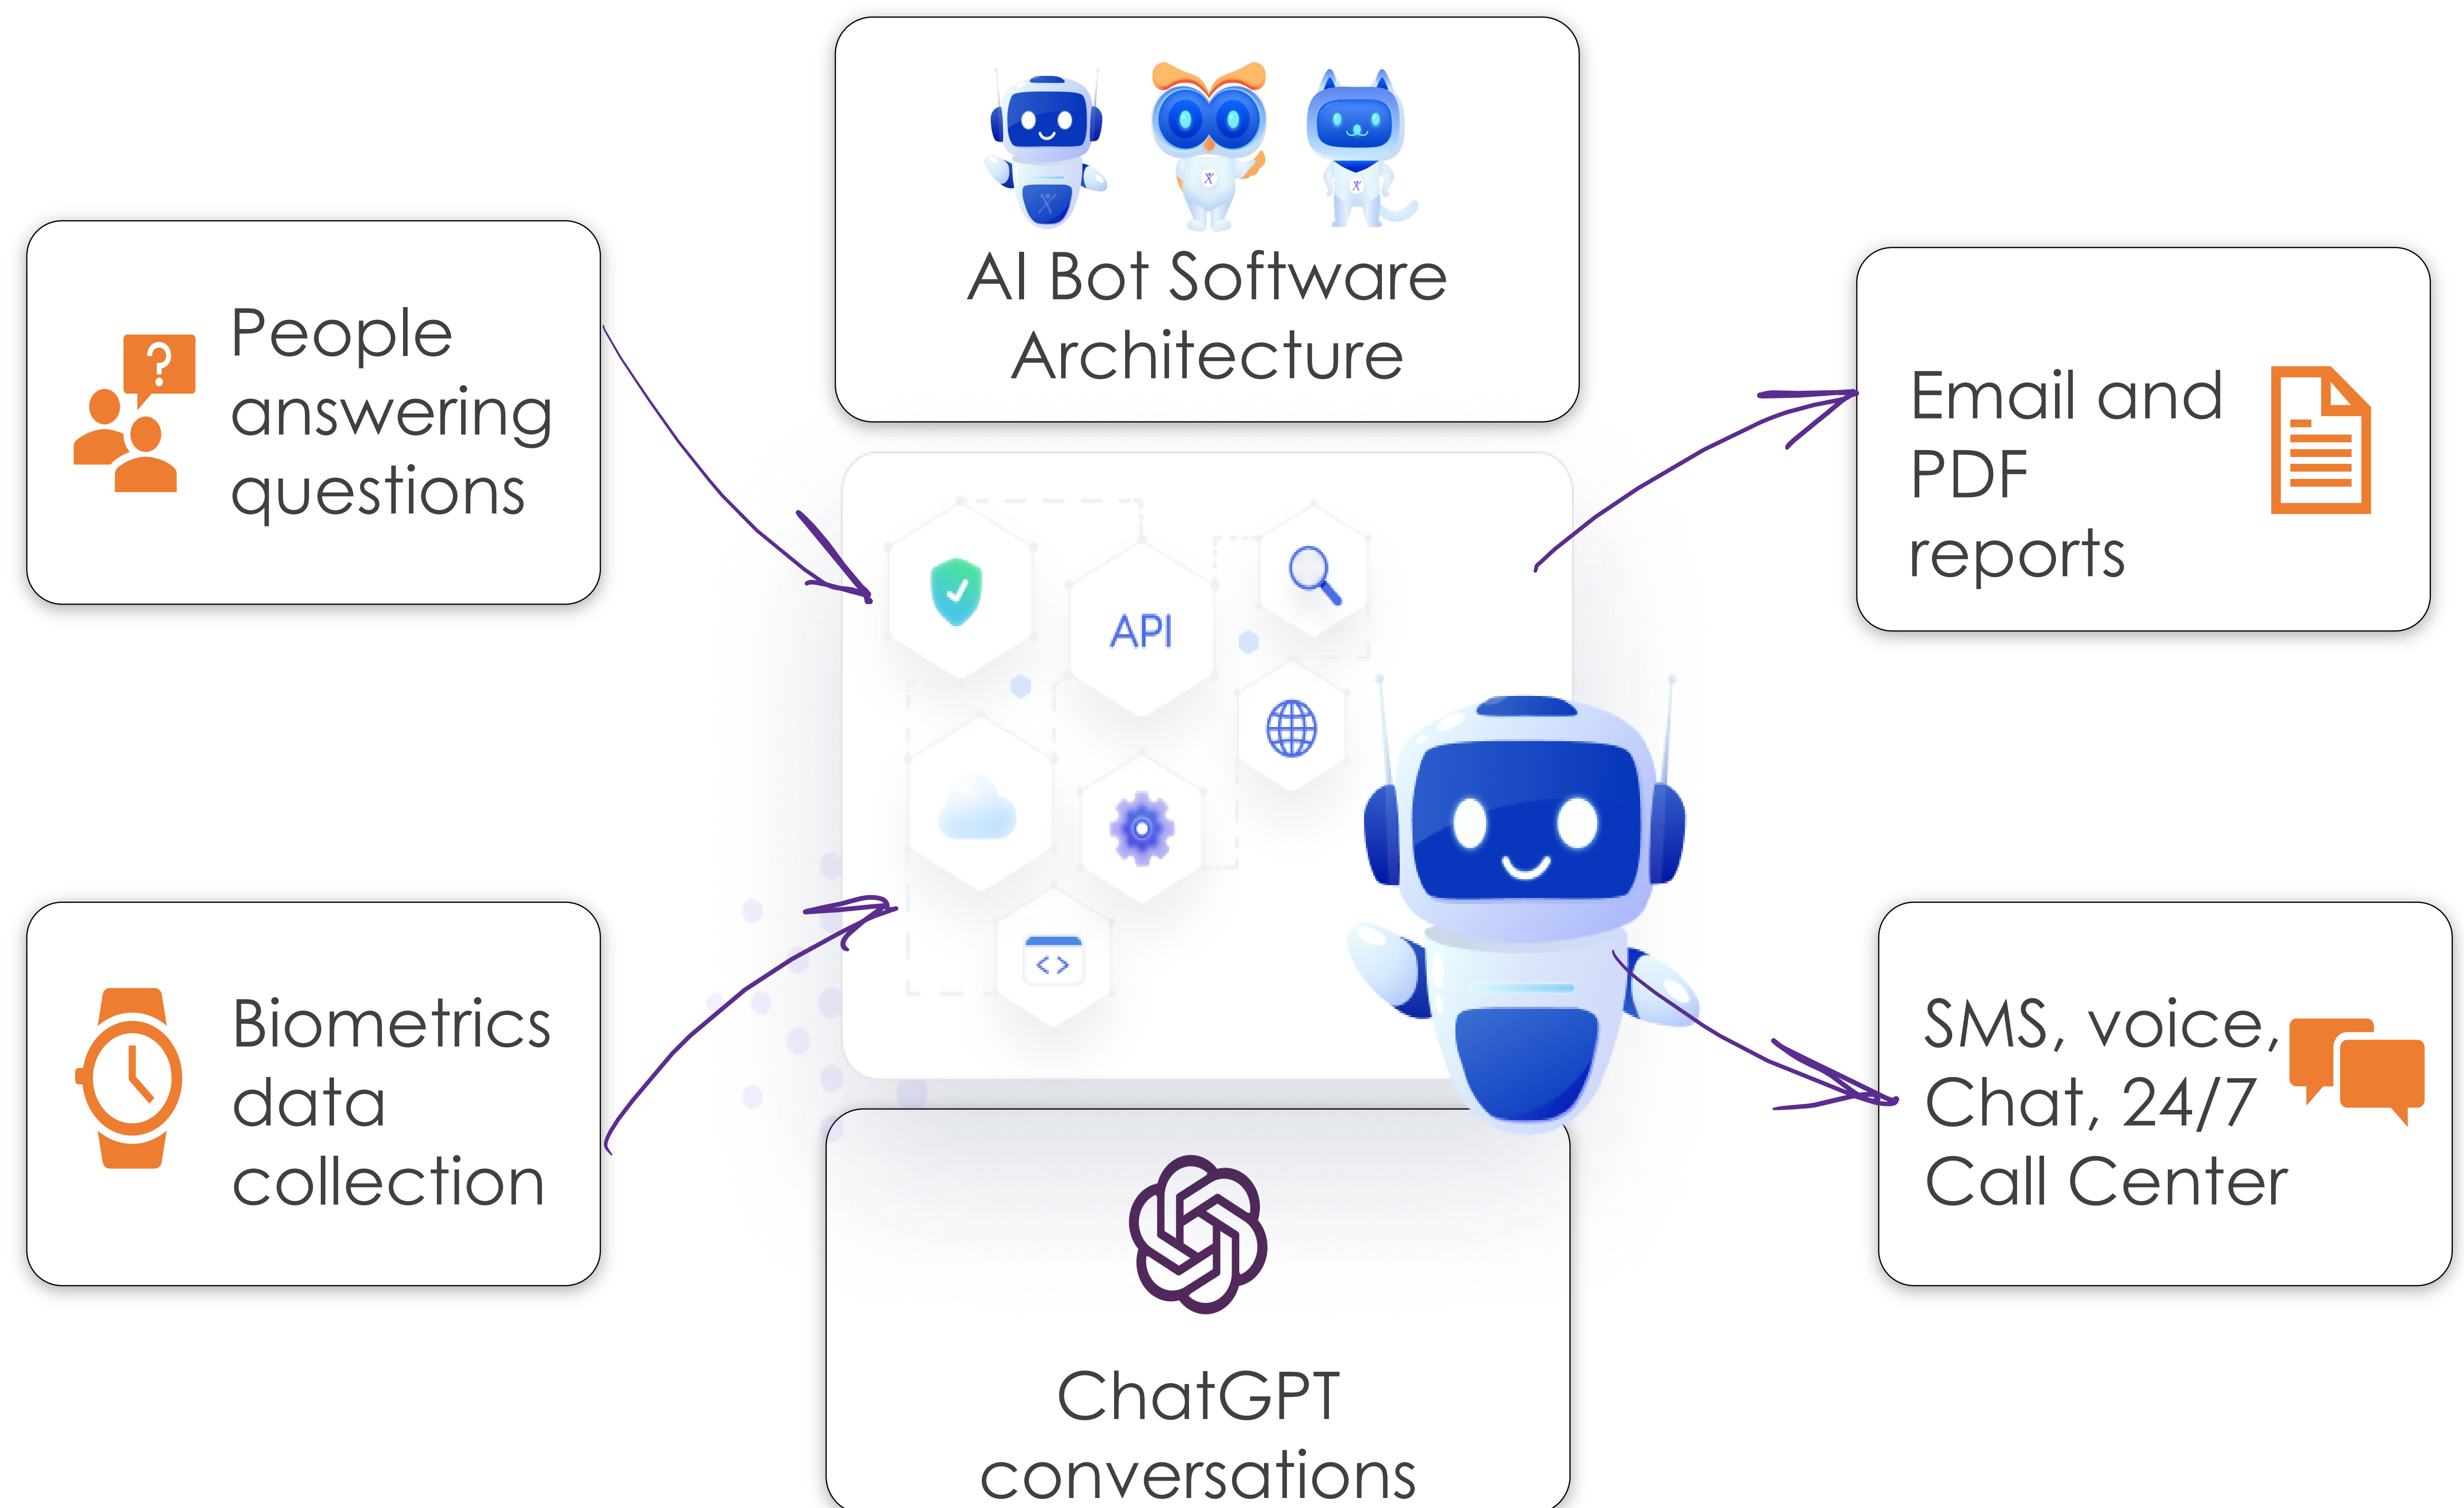 AI Bot Software
Architecture
People
answering
questions
?
Email and
PDF
reports
API
< >
Biometrics
data
collection
SMS, voice,
Chat, 24/7
Call Center
ChatGPT
conversations